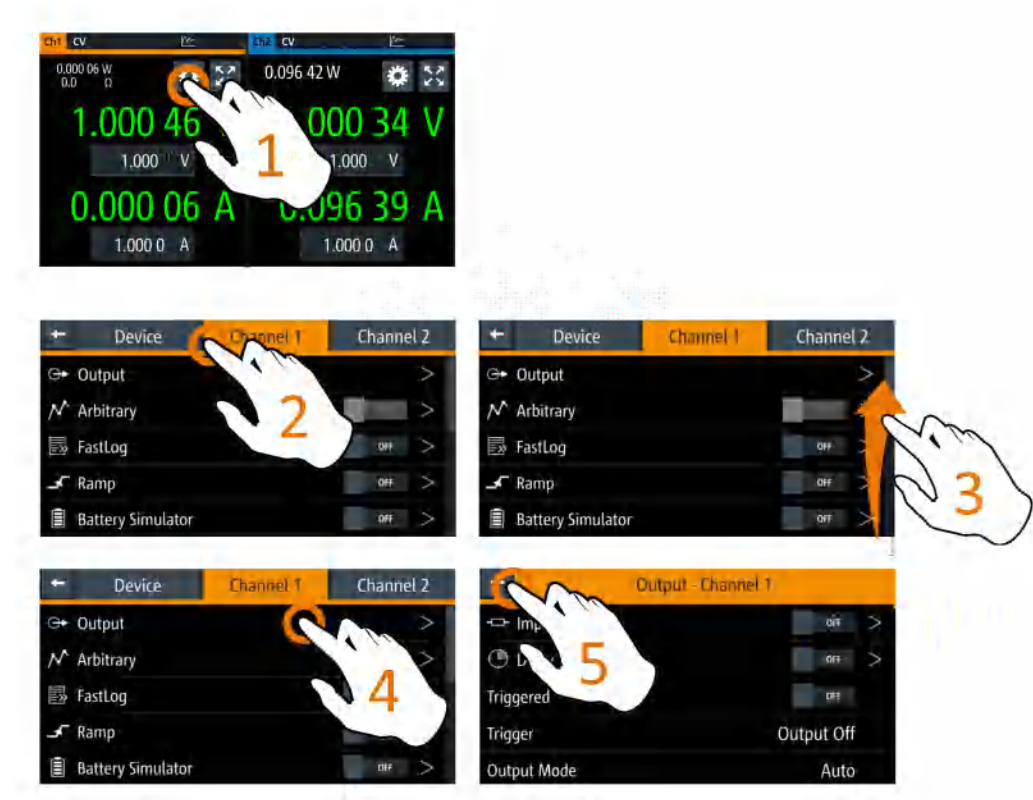 Ch1 CV Ch2 CV
0.000 06 W 0.096 42 W
0.0 Ω
1.000 46 000 34 V
1.000 V 1.000 V
0.000 06 A 0.096 39 A
1.000 0 A 1.000 0 A
1
Device Channel 1 Channel 2
Output
Arbitrary
FastLog OFF
Ramp OFF
Battery Simulator OFF
2
Device Channel 1 Channel 2
Output
Arbitrary
FastLog OFF
Ramp OFF
Battery Simulator OFF
3
Device Channel 1 Channel 2
Output
Arbitrary
FastLog
Ramp
Battery Simulator OFF
4
Output - Channel 1
Imp OFF
OFF
Triggered OFF
Trigger Output Off
Output Mode Auto
5